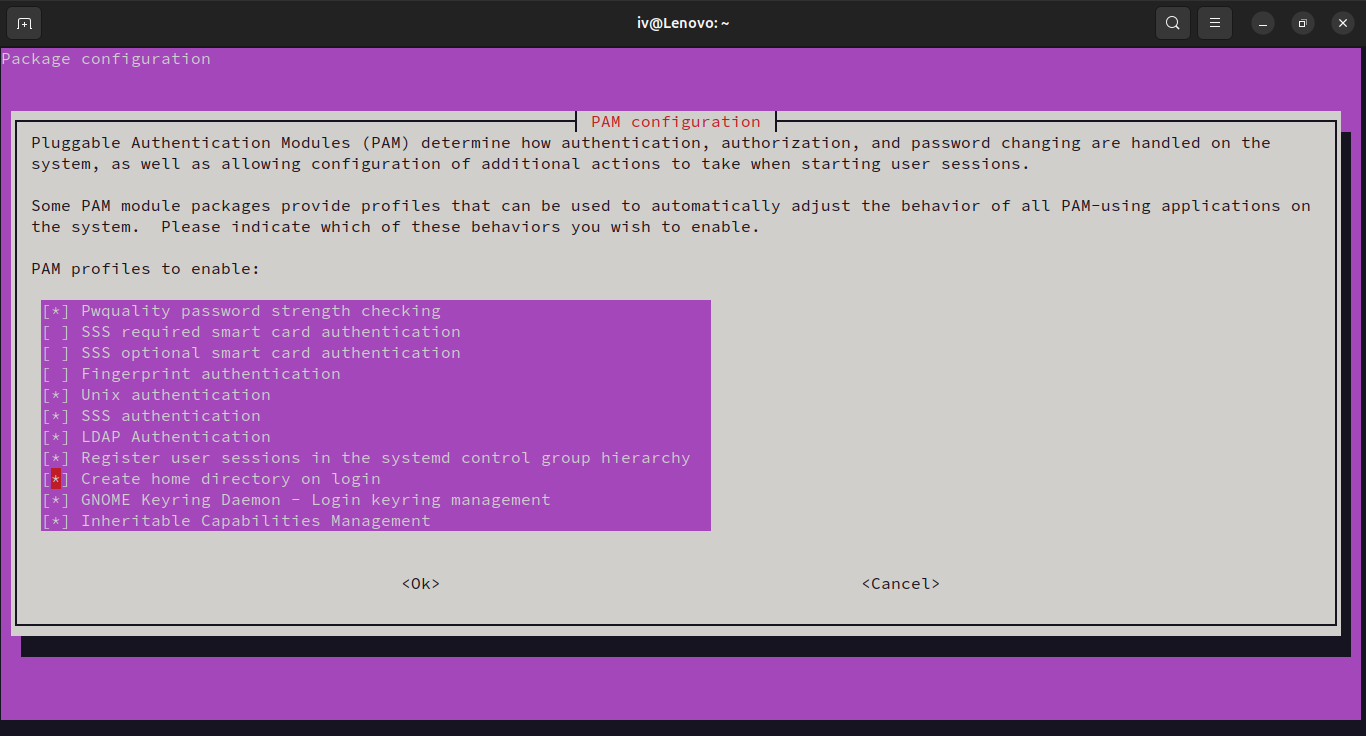 iv@Lenovo: ~
Package configuration
PAM configuration
Pluggable Authentication Modules (PAM) determine how authentication, authorization, and password changing are handled on the
system, as well as allowing configuration of additional actions to take when starting user sessions.
Some PAM module packages provide profiles that can be used to automatically adjust the behavior of all PAM-using applications on
the system.  Please indicate which of these behaviors you wish to enable.
PAM profiles to enable:
[*] Pwquality password strength checking
[ ] SSS required smart card authentication
[ ] SSS optional smart card authentication
[ ] Fingerprint authentication
[*] Unix authentication
[*] SSS authentication
[*] LDAP Authentication
[*] Register user sessions in the systemd control group hierarchy
[*] Create home directory on login
[*] GNOME Keyring Daemon - Login keyring management
[*] Inheritable Capabilities Management
<Ok> <Cancel>